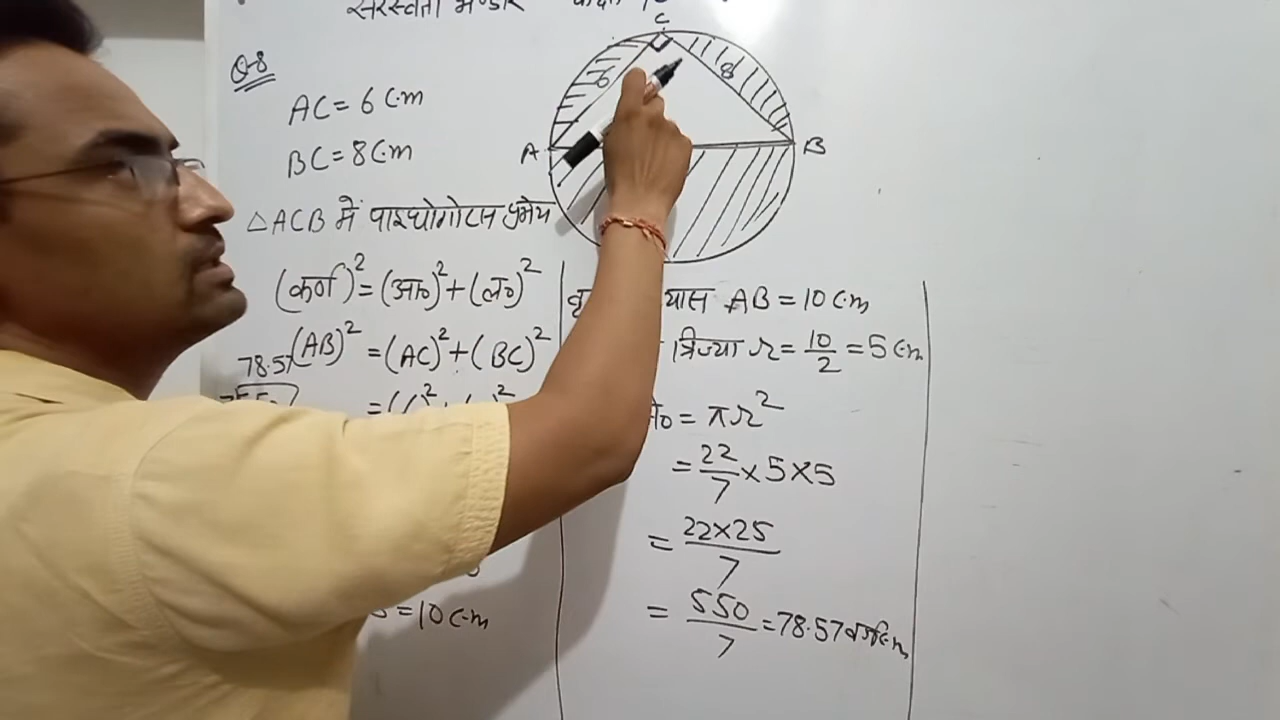 सरस्वती भण्डार
Q-8
AC = 6 cm
BC = 8 cm
△ ACB में पाइथोगोरस प्रमेय
(कर्ण)² = (आ०)² + (ल०)²
(AB)² = (AC)² + (BC)²
78.57
= 10 cm
C
6
8
A
B
व्यास AB = 10 cm
त्रिज्या r = 10/2 = 5 cm
= πr²
= 22/7 × 5 × 5
= 22×25/7
= 550/7 = 78.57 वर्ग cm